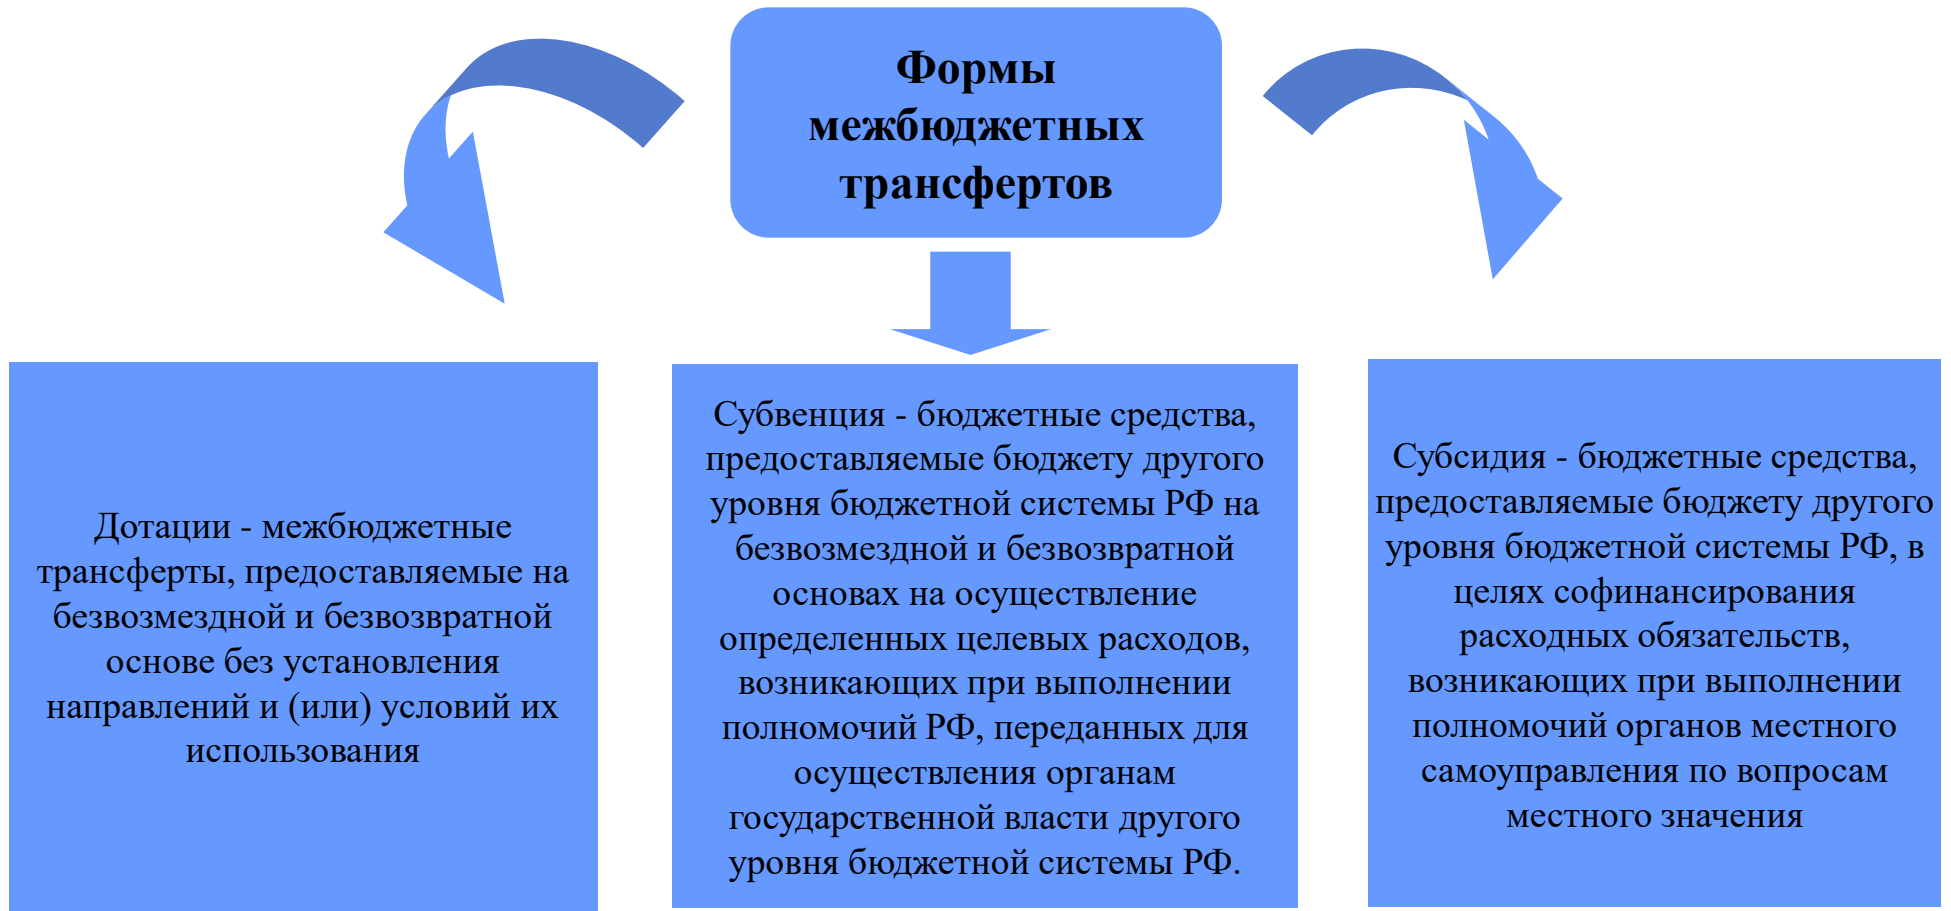 Формы
межбюджетных
трансфертов
Дотации - межбюджетные
трансферты, предоставляемые на
безвозмездной и безвозвратной
основе без установления
направлений и (или) условий их
использования
Субвенция - бюджетные средства,
предоставляемые бюджету другого
уровня бюджетной системы РФ на
безвозмездной и безвозвратной
основах на осуществление
определенных целевых расходов,
возникающих при выполнении
полномочий РФ, переданных для
осуществления органам
государственной власти другого
уровня бюджетной системы РФ.
Субсидия - бюджетные средства,
предоставляемые бюджету другого
уровня бюджетной системы РФ, в
целях софинансирования
расходных обязательств,
возникающих при выполнении
полномочий органов местного
самоуправления по вопросам
местного значения